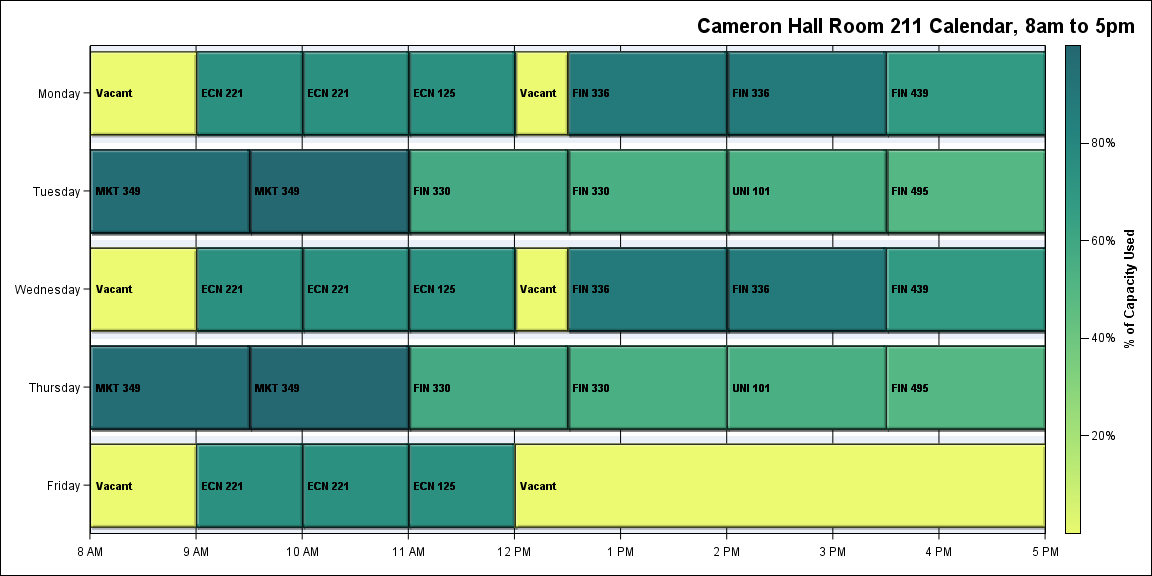 Cameron Hall Room 211 Calendar, 8am to 5pm
Monday Vacant ECN 221 ECN 221 ECN 125 Vacant FIN 336 FIN 336 FIN 439
Tuesday MKT 349 MKT 349 FIN 330 FIN 330 UNI 101 FIN 495
Wednesday Vacant ECN 221 ECN 221 ECN 125 Vacant FIN 336 FIN 336 FIN 439
Thursday MKT 349 MKT 349 FIN 330 FIN 330 UNI 101 FIN 495
Friday Vacant ECN 221 ECN 221 ECN 125 Vacant
8 AM 9 AM 10 AM 11 AM 12 PM 1 PM 2 PM 3 PM 4 PM 5 PM
80%
60%
40%
20%
% of Capacity Used